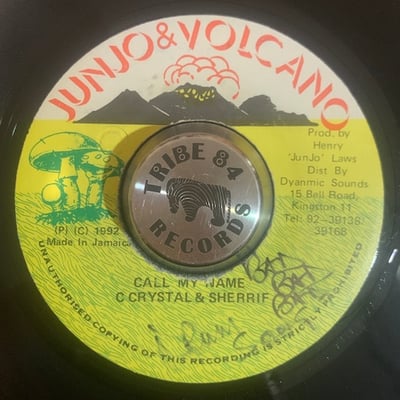 JUNJO & VOLCANO
Prod. by
Henry
'JunJo' Laws
Dist By
Dyanmic Sounds
15 Bell Road,
Kingston 11
Tel: 92-39138
39168
TRIBE 84
RECORDS
(P) (C) 1992
Made In Jamaica
CALL MY NAME
C CRYSTAL & SHERRIF
UNAUTHORISED COPYING OF THIS RECORDING IS STRICTLY PROHIBITED